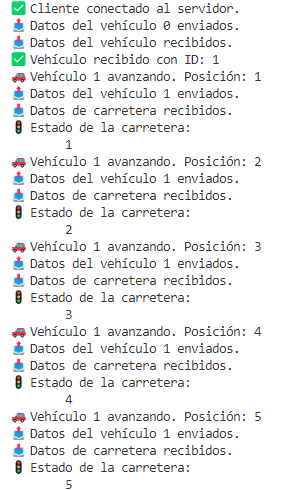 ✅ Cliente conectado al servidor.
📤 Datos del vehículo 0 enviados.
📥 Datos del vehículo recibidos.
✅ Vehículo recibido con ID: 1
🚗 Vehículo 1 avanzando. Posición: 1
📤 Datos del vehículo 1 enviados.
📥 Datos de carretera recibidos.
🚦 Estado de la carretera:
1
🚗 Vehículo 1 avanzando. Posición: 2
📤 Datos del vehículo 1 enviados.
📥 Datos de carretera recibidos.
🚦 Estado de la carretera:
2
🚗 Vehículo 1 avanzando. Posición: 3
📤 Datos del vehículo 1 enviados.
📥 Datos de carretera recibidos.
🚦 Estado de la carretera:
3
🚗 Vehículo 1 avanzando. Posición: 4
📤 Datos del vehículo 1 enviados.
📥 Datos de carretera recibidos.
🚦 Estado de la carretera:
4
🚗 Vehículo 1 avanzando. Posición: 5
📤 Datos del vehículo 1 enviados.
📥 Datos de carretera recibidos.
🚦 Estado de la carretera:
5